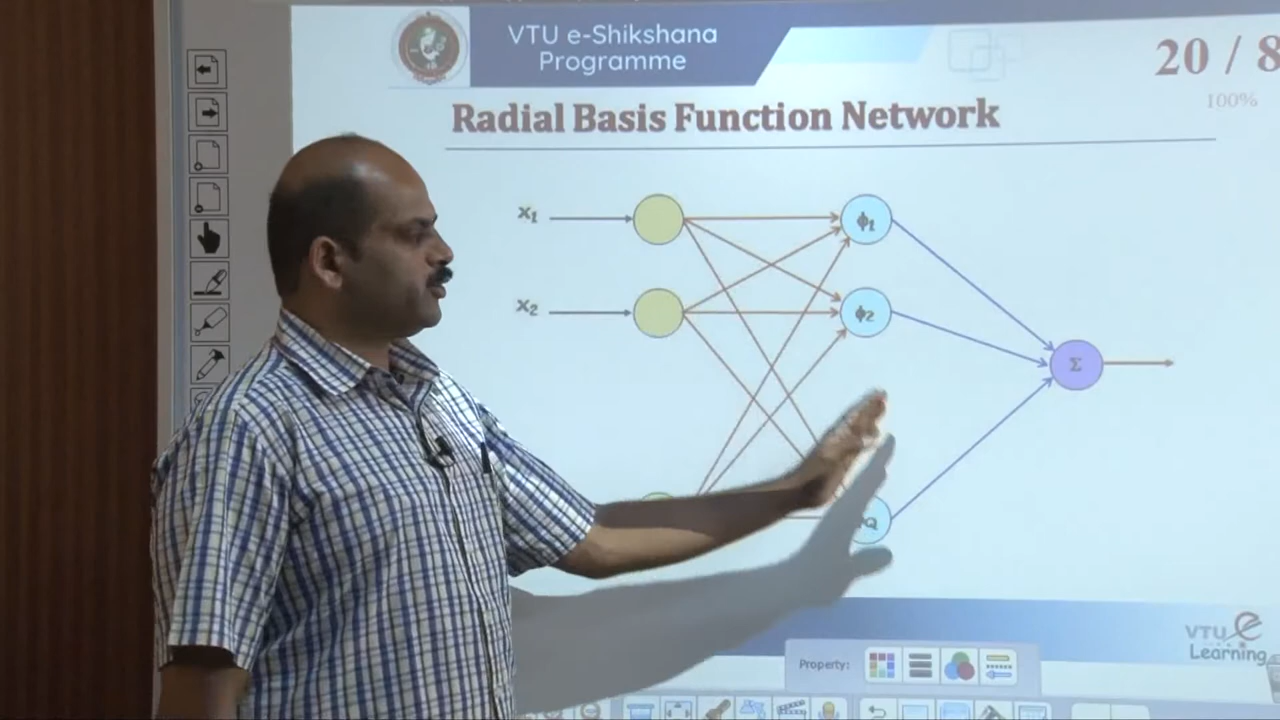 VTU e-Shikshana
Programme
20 / 8
100%
Radial Basis Function Network
x₁
ϕ₁
x₂
ϕ₂
Σ
Q
VTU e
Learning
Property: